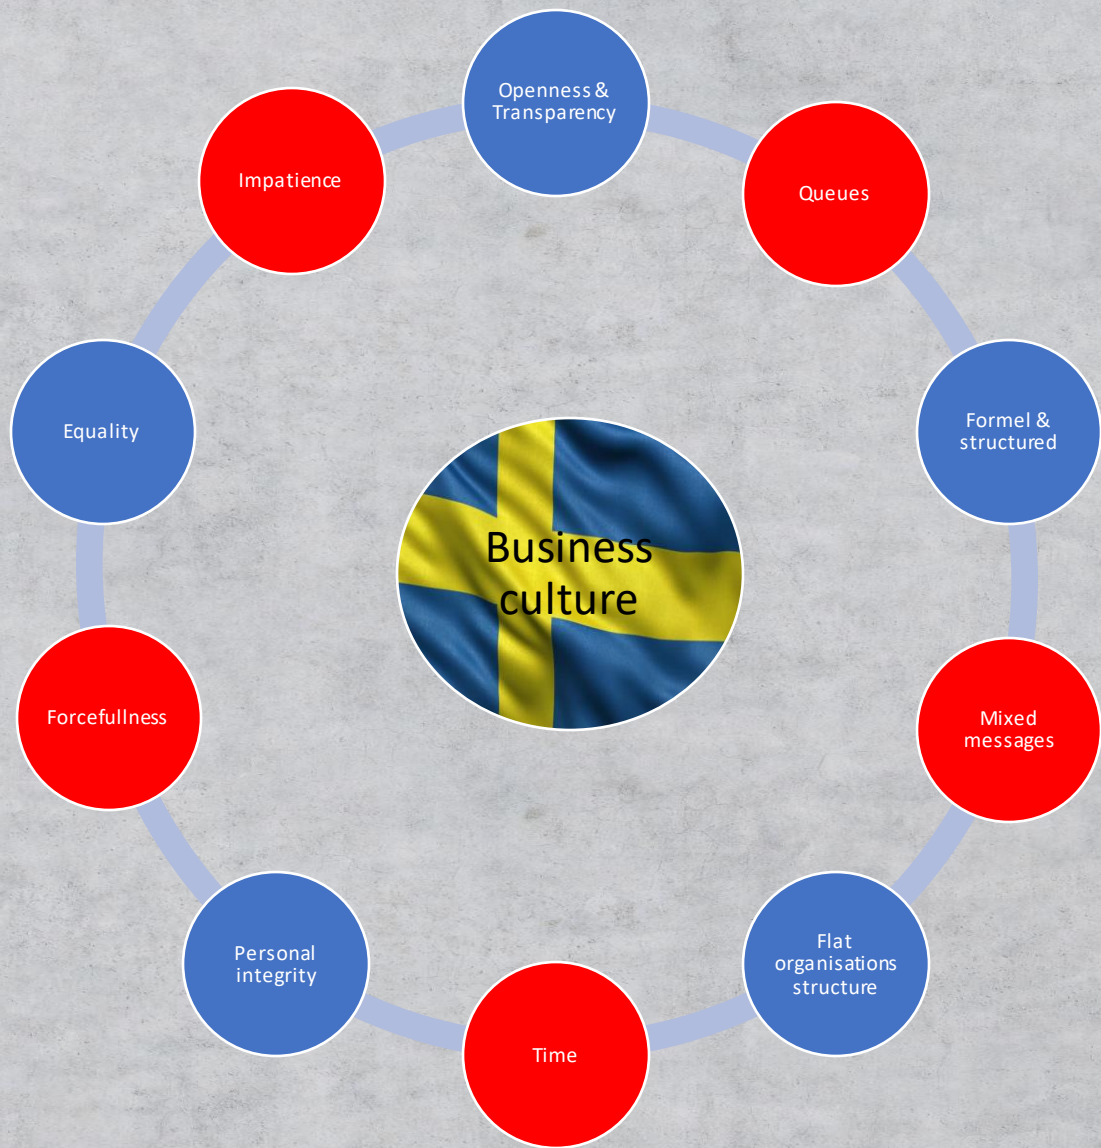 Openness &
Transparency
Queues
Formel &
structured
Mixed
messages
Flat
organisations
structure
Time
Personal
integrity
Forcefullness
Equality
Impatience
Business
culture